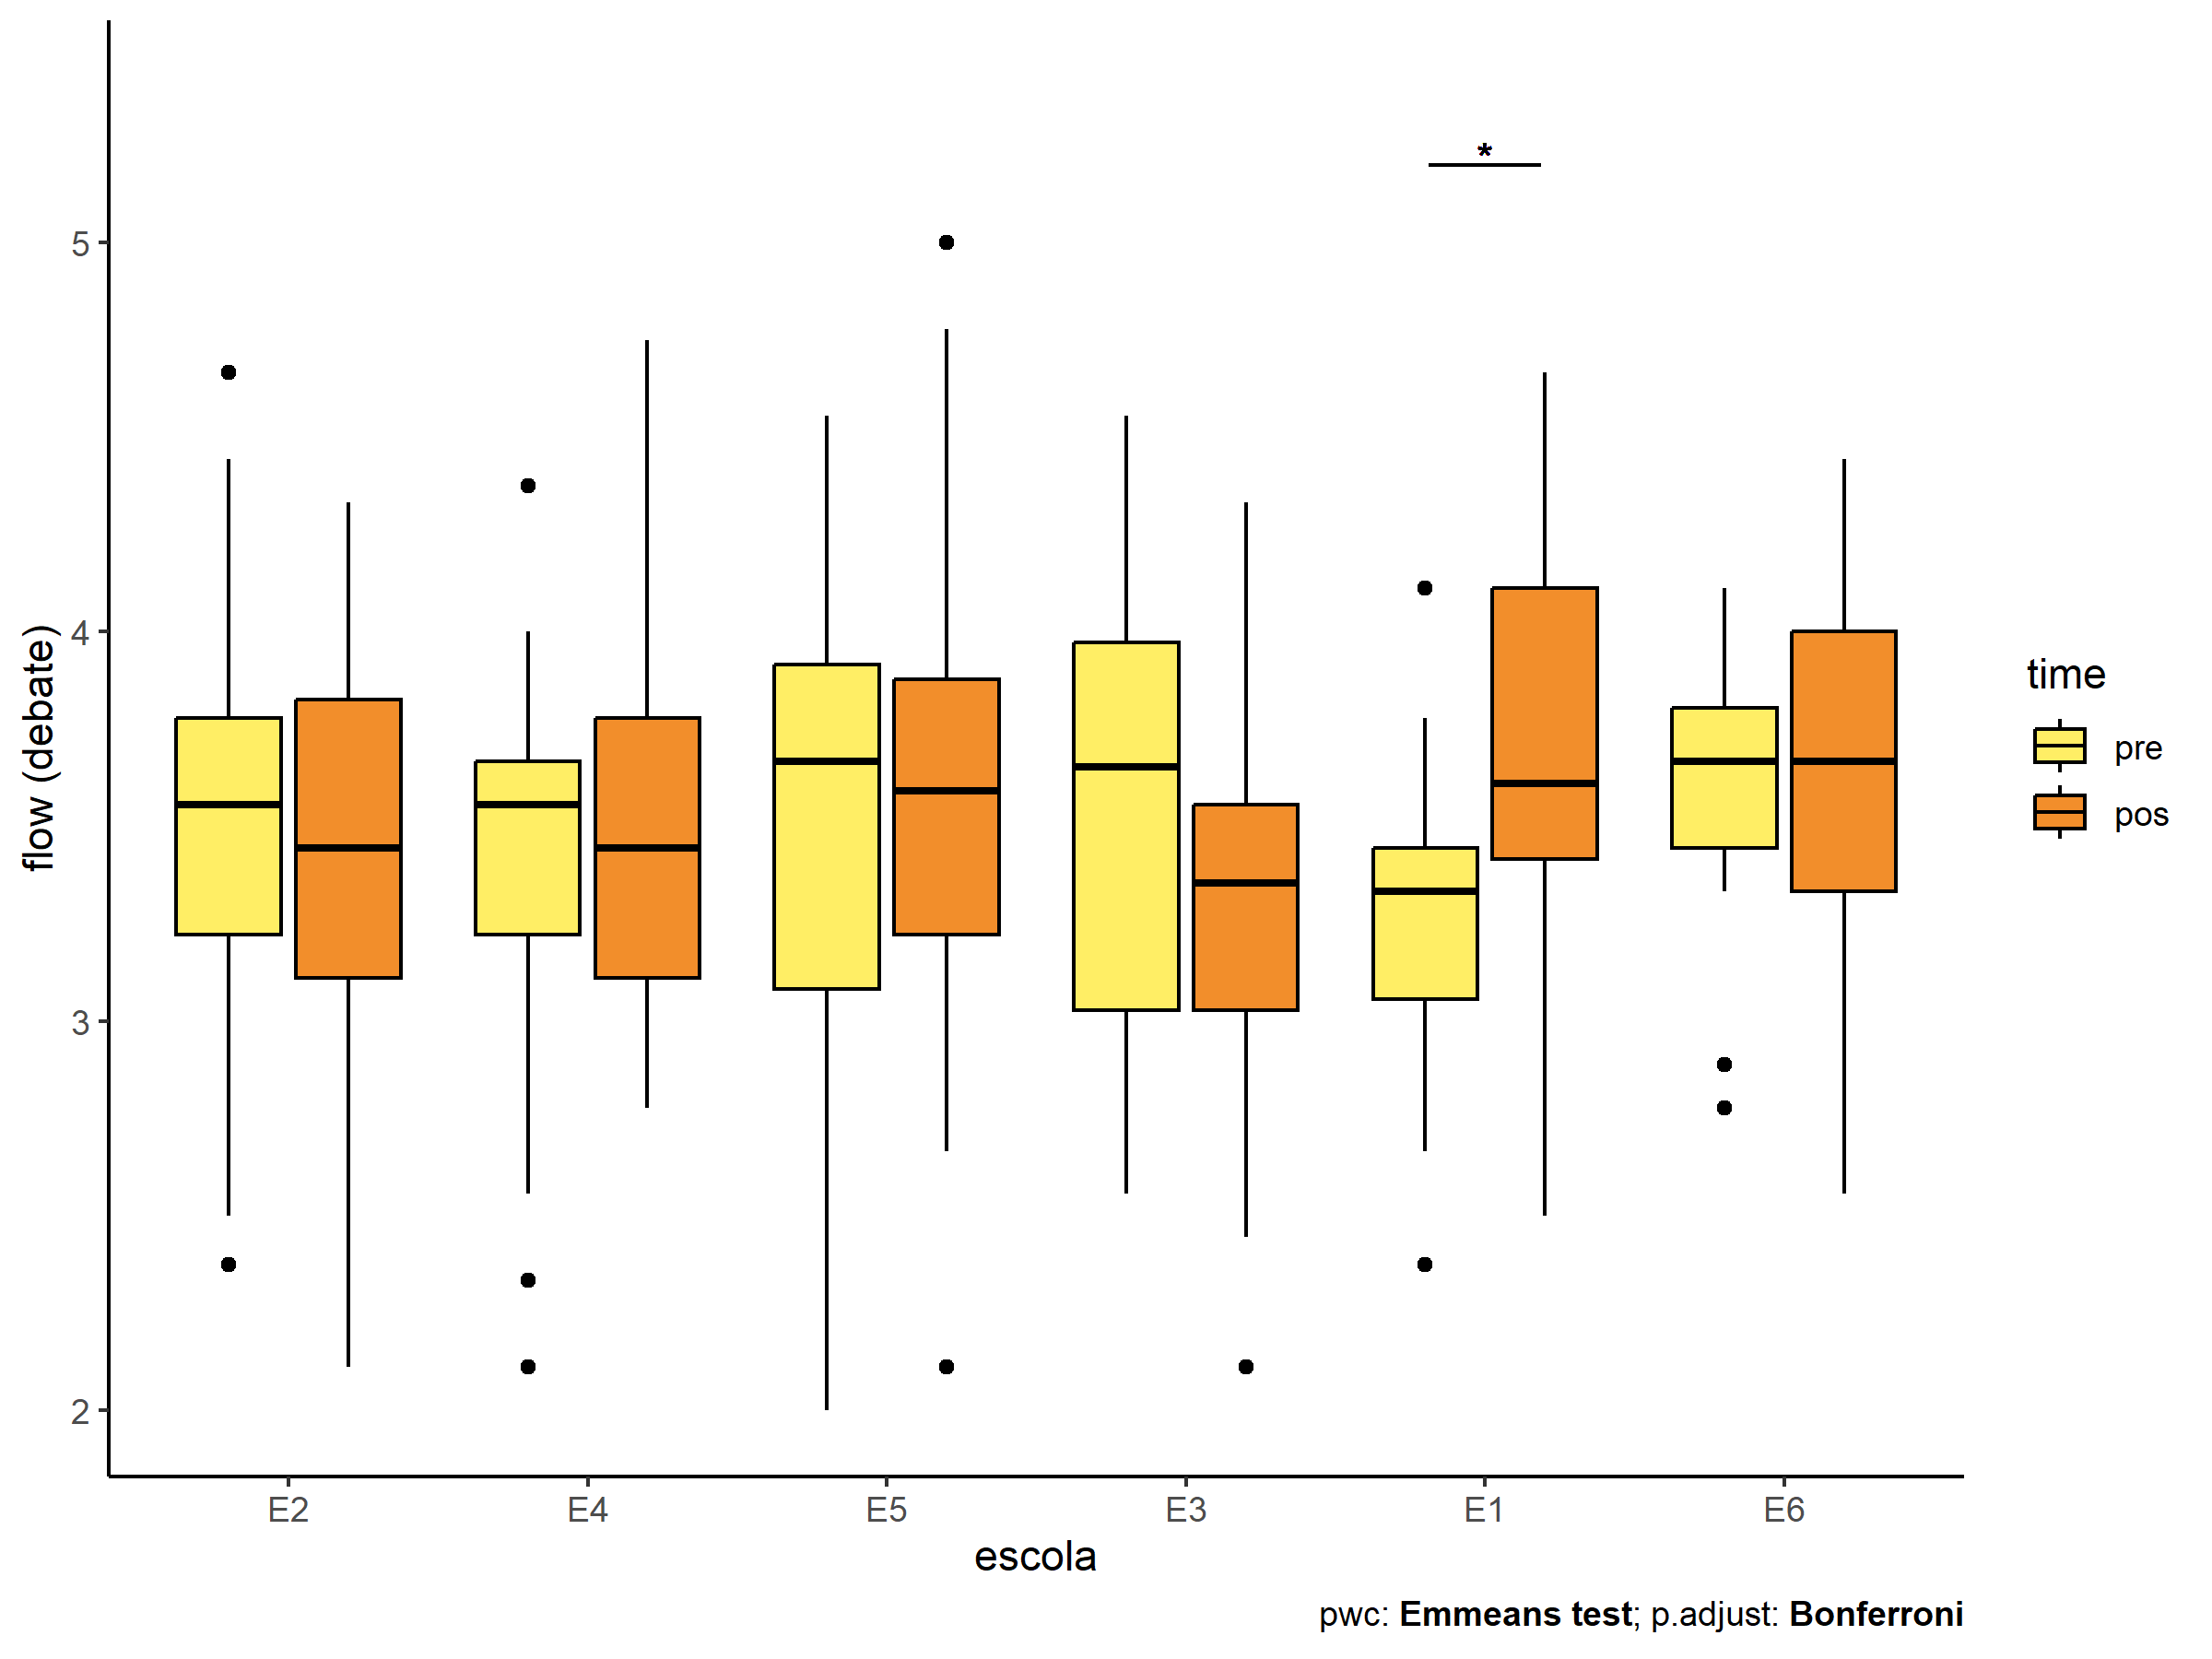 *
5
4
3
2
flow (debate)
E2 E4 E5 E3 E1 E6
escola
time
pre
pos
pwc: Emmeans test; p.adjust: Bonferroni